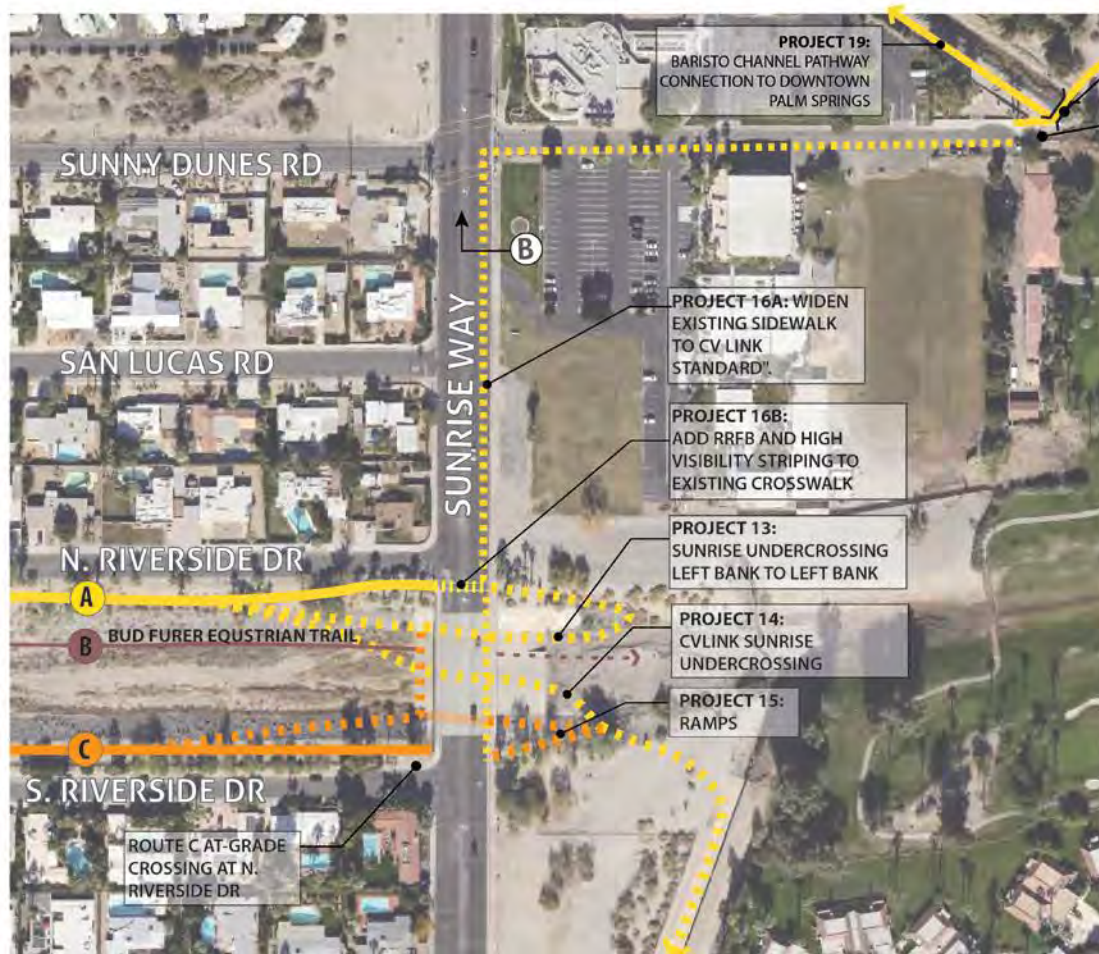 PROJECT 19:
BARISTO CHANNEL PATHWAY
CONNECTION TO DOWNTOWN
PALM SPRINGS
SUNNY DUNES RD
B
SUNRISE WAY
PROJECT 16A: WIDEN
EXISTING SIDEWALK
TO CV LINK
STANDARD".
SAN LUCAS RD
PROJECT 16B:
ADD RRFB AND HIGH
VISIBILITY STRIPING TO
EXISTING CROSSWALK
N. RIVERSIDE DR
PROJECT 13:
SUNRISE UNDERCROSSING
LEFT BANK TO LEFT BANK
A
B
BUD FURER EQUSTRIAN TRAIL
PROJECT 14:
CVLINK SUNRISE
UNDERCROSSING
PROJECT 15:
RAMPS
C
S. RIVERSIDE DR
ROUTE C AT-GRADE
CROSSING AT N.
RIVERSIDE DR